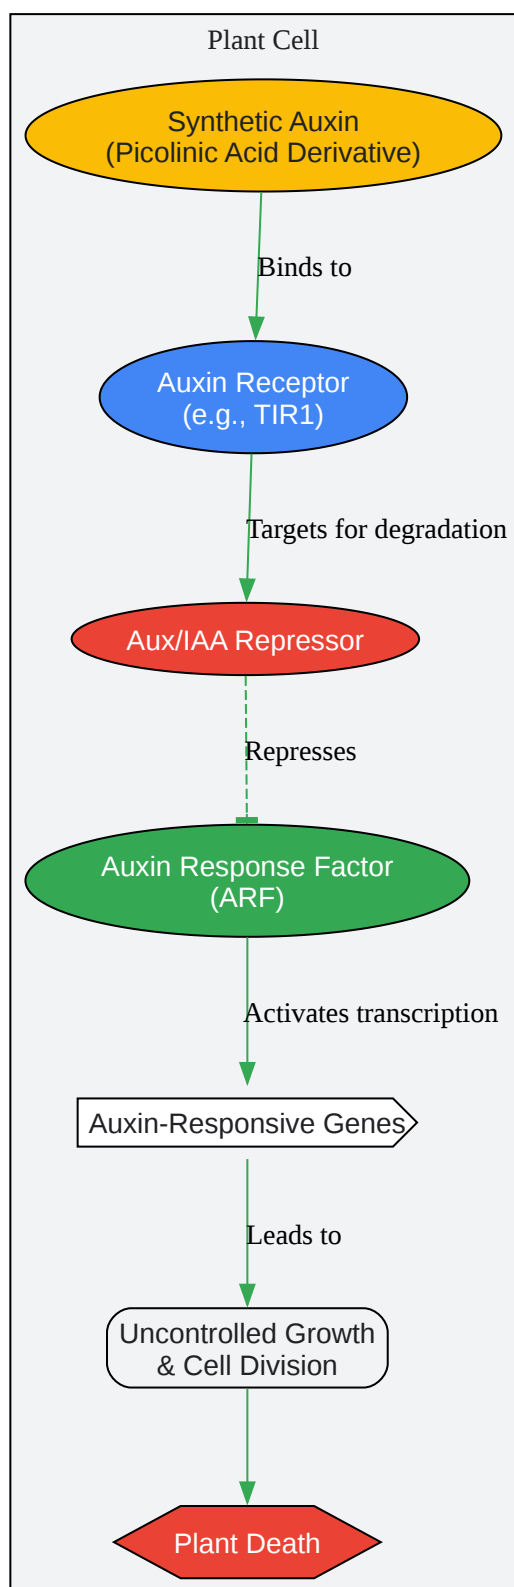 Plant Cell
Synthetic Auxin
(Picolinic Acid Derivative)
Binds to
Auxin Receptor
(e.g., TIR1)
Targets for degradation
Aux/IAA Repressor
Represses
Auxin Response Factor
(ARF)
Activates transcription
Auxin-Responsive Genes
Leads to
Uncontrolled Growth
& Cell Division
Plant Death